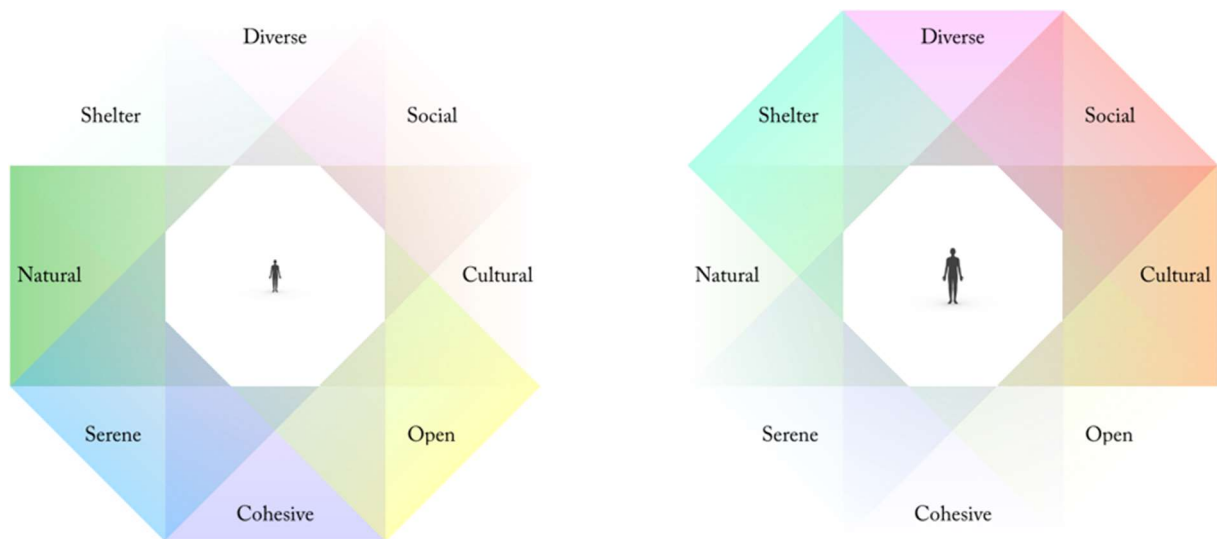 Diverse
Shelter
Social
Natural
Cultural
Serene
Open
Cohesive
Diverse
Shelter
Social
Natural
Cultural
Serene
Open
Cohesive